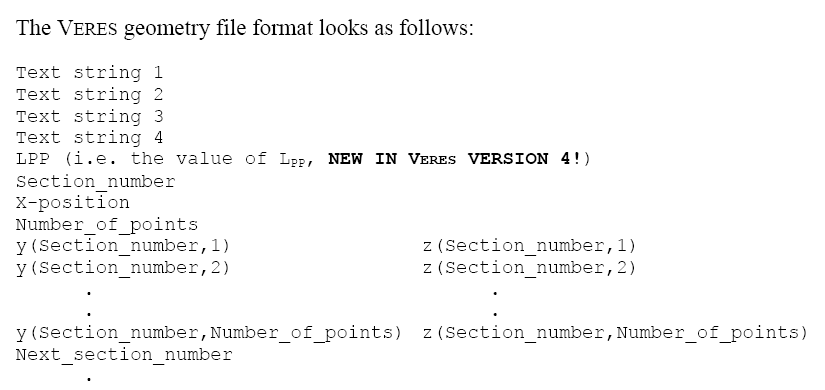 The VERES geometry file format looks as follows:
Text string 1
Text string 2
Text string 3
Text string 4
LPP (i.e. the value of LPP, NEW IN VERES VERSION 4!)
Section_number
X-position
Number_of_points
y(Section_number,1) z(Section_number,1)
y(Section_number,2) z(Section_number,2)
. .
. .
y(Section_number,Number_of_points) z(Section_number,Number_of_points)
Next_section_number
.